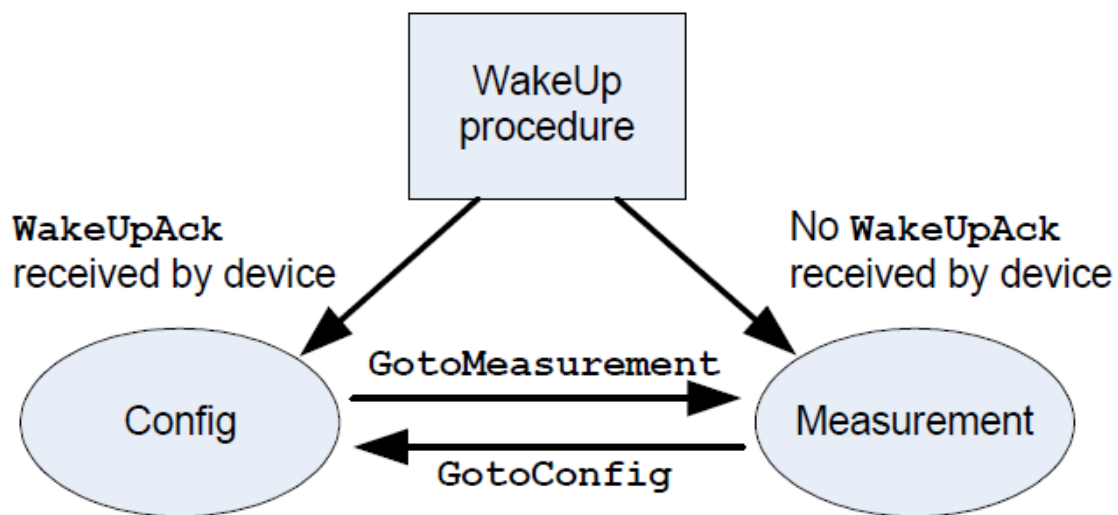 WakeUp
procedure
WakeUpAck
received by device
No WakeUpAck
received by device
GotoMeasurement
Config
Measurement
GotoConfig